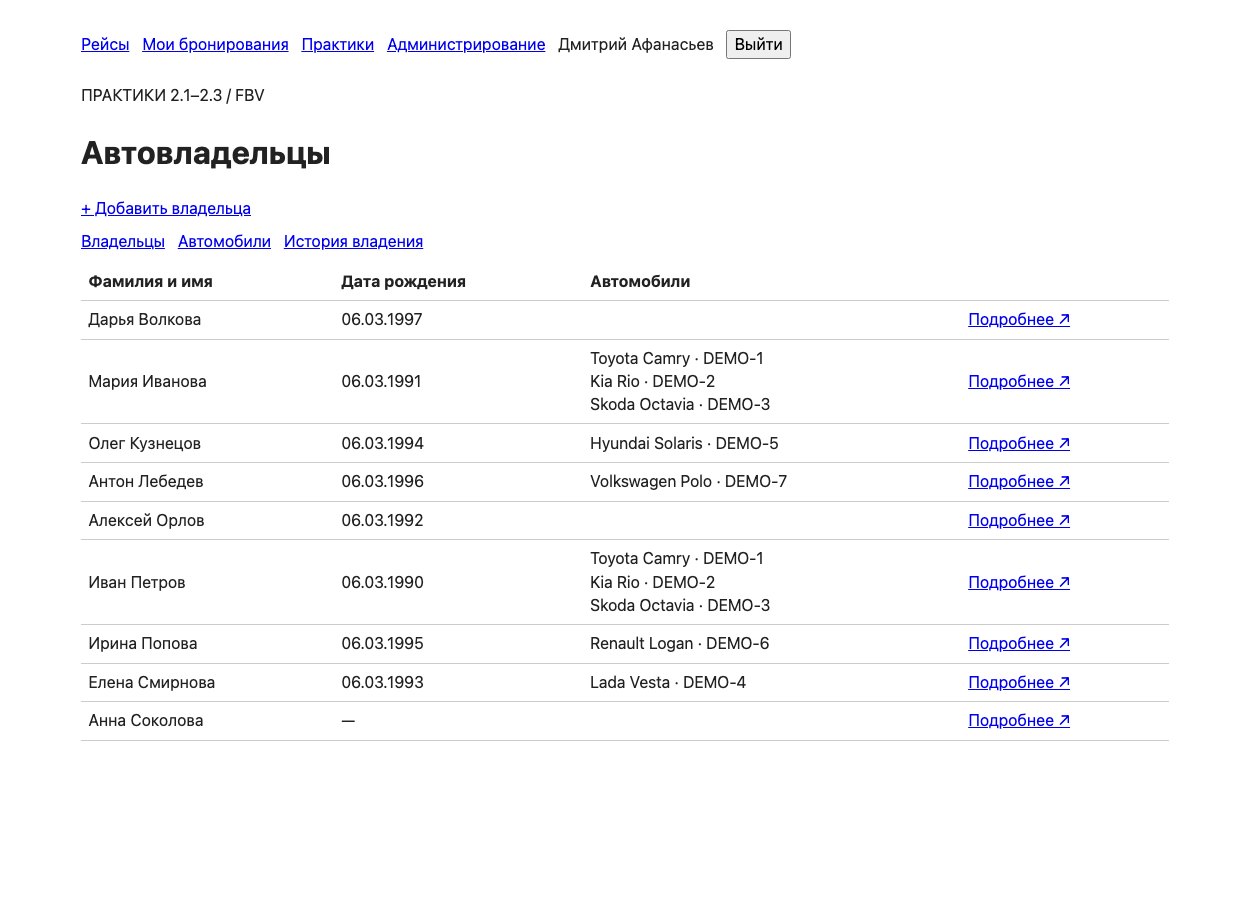 Рейсы Мои бронирования Практики Администрирование Дмитрий Афанасьев Выйти
ПРАКТИКИ 2.1–2.3 / FBV
Автовладельцы
+ Добавить владельца
Владельцы Автомобили История владения
Фамилия и имя Дата рождения Автомобили
Дарья Волкова 06.03.1997 Подробнее ↗
Мария Иванова 06.03.1991 Toyota Camry · DEMO-1
Kia Rio · DEMO-2
Skoda Octavia · DEMO-3 Подробнее ↗
Олег Кузнецов 06.03.1994 Hyundai Solaris · DEMO-5 Подробнее ↗
Антон Лебедев 06.03.1996 Volkswagen Polo · DEMO-7 Подробнее ↗
Алексей Орлов 06.03.1992 Подробнее ↗
Иван Петров 06.03.1990 Toyota Camry · DEMO-1
Kia Rio · DEMO-2
Skoda Octavia · DEMO-3 Подробнее ↗
Ирина Попова 06.03.1995 Renault Logan · DEMO-6 Подробнее ↗
Елена Смирнова 06.03.1993 Lada Vesta · DEMO-4 Подробнее ↗
Анна Соколова — Подробнее ↗